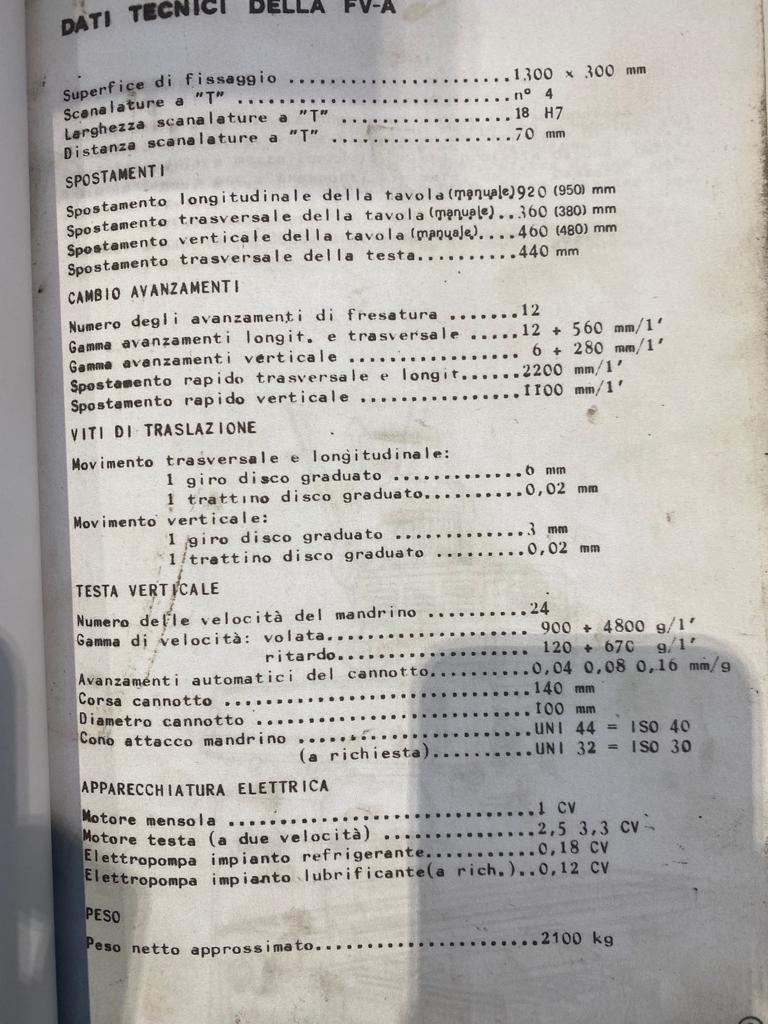 DATI TECNICI DELLA FV-A
Superfice di fissaggio ......................1300 x 300 mm
Scanalature a "T" ...........................n° 4
Larghezza scanalature a "T" .................18 H7
Distanza scanalature a "T" ..................70 mm
SPOSTAMENTI
Spostamento longitudinale della tavola(manuale)920 (950) mm
Spostamento trasversale della tavola(manuale)..360 (380) mm
Spostamento verticale della tavola(manuale)....460 (480) mm
Spostamento trasversale della testa..........440 mm
CAMBIO AVANZAMENTI
Numero degli avanzamenti di fresatura .......12
Gamma avanzamenti longit. e trasversale .....12 ÷ 560 mm/1'
Gamma avanzamenti verticale ................. 6 ÷ 280 mm/1'
Spostamento rapido trasversale e longit......2200 mm/1'
Spostamento rapido verticale ................1100 mm/1'
VITI DI TRASLAZIONE
Movimento trasversale e longitudinale:
1 giro disco graduato .............6 mm
1 trattino disco graduato..........0,02 mm
Movimento verticale:
1 giro disco graduato .............3 mm
1 trattino disco graduato .........0,02 mm
TESTA VERTICALE
Numero delle velocità del mandrino ..........24
Gamma di velocità: volata.................... 900 ÷ 4800 g/1'
ritardo................... 120 ÷ 670 g/1'
Avanzamenti automatici del cannotto..........0,04 0,08 0,16 mm/g
Corsa cannotto ..............................140 mm
Diametro cannotto ...........................100 mm
Cono attacco mandrino .......................UNI 44 = ISO 40
(a richiesta)..........UNI 32 = ISO 30
APPARECCHIATURA ELETTRICA
Motore mensola ..............................1 CV
Motore testa (a due velocità) ...............2,5 3,3 CV
Elettropompa impianto refrigerante...........0,18 CV
Elettropompa impianto lubrificante(a rich.)..0,12 CV
PESO
Peso netto approssimato......................2100 kg